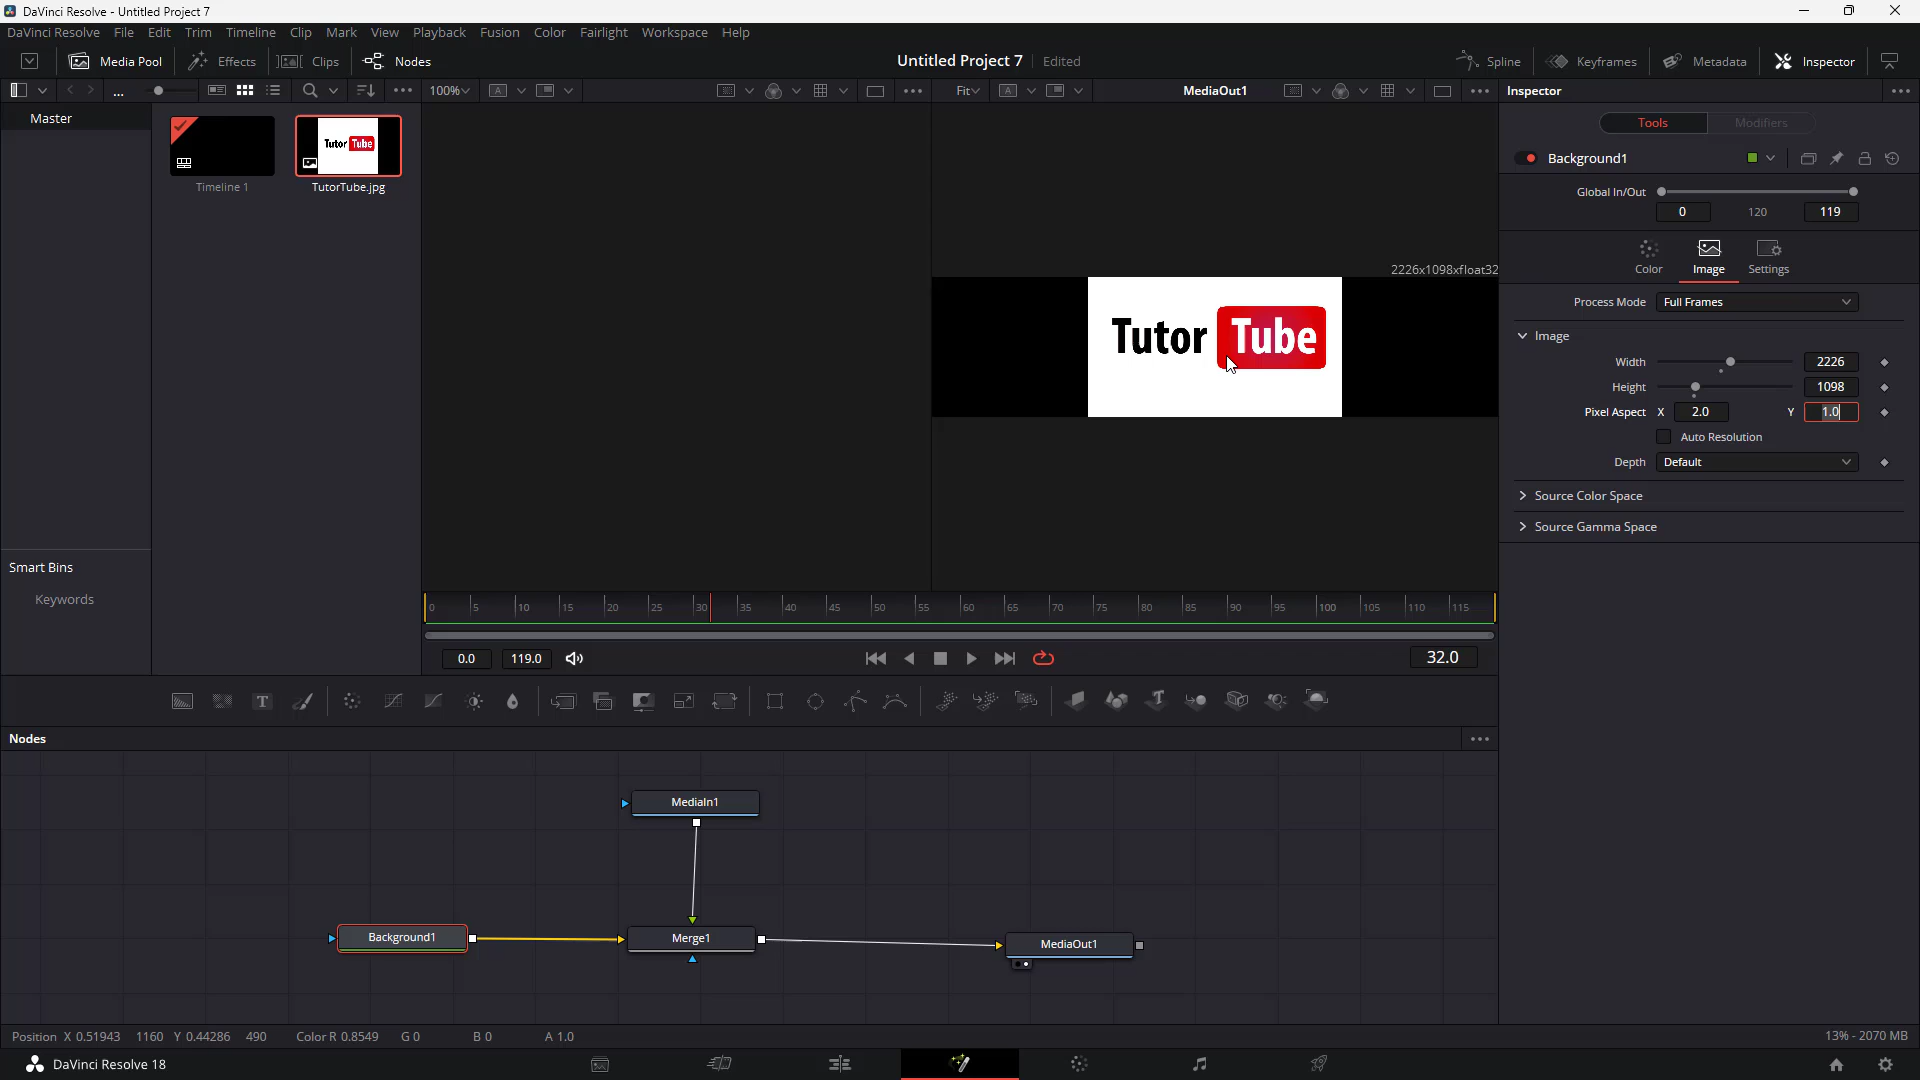 DaVinci Resolve - Untitled Project 7
DaVinci Resolve File Edit Trim Timeline Clip Mark View Playback Fusion Color Fairlight Workspace Help
Media Pool Effects Clips Nodes Untitled Project 7 Edited Spline Keyframes Metadata Inspector
... 100% A Fit A MediaOut1 Inspector
Master
Tutor Tube
Timeline 1 TutorTube.jpg
Tools Modifiers
Background1
Global In/Out
0 120 119
Color Image Settings
2226x1098xfloat32
Process Mode Full Frames
Tutor Tube
Image
Width 2226
Height 1098
Pixel Aspect X 2.0 Y 1.0
Auto Resolution
Depth Default
Source Color Space
Source Gamma Space
Smart Bins
Keywords
0 5 10 15 20 25 30 35 40 45 50 55 60 65 70 75 80 85 90 95 100 105 110 115
0.0 119.0 32.0
T T
Nodes
MediaIn1
Background1 Merge1 MediaOut1
Position X 0.51943 1160 Y 0.44286 490 Color R 0.8549 G 0 B 0 A 1.0 13% - 2070 MB
DaVinci Resolve 18